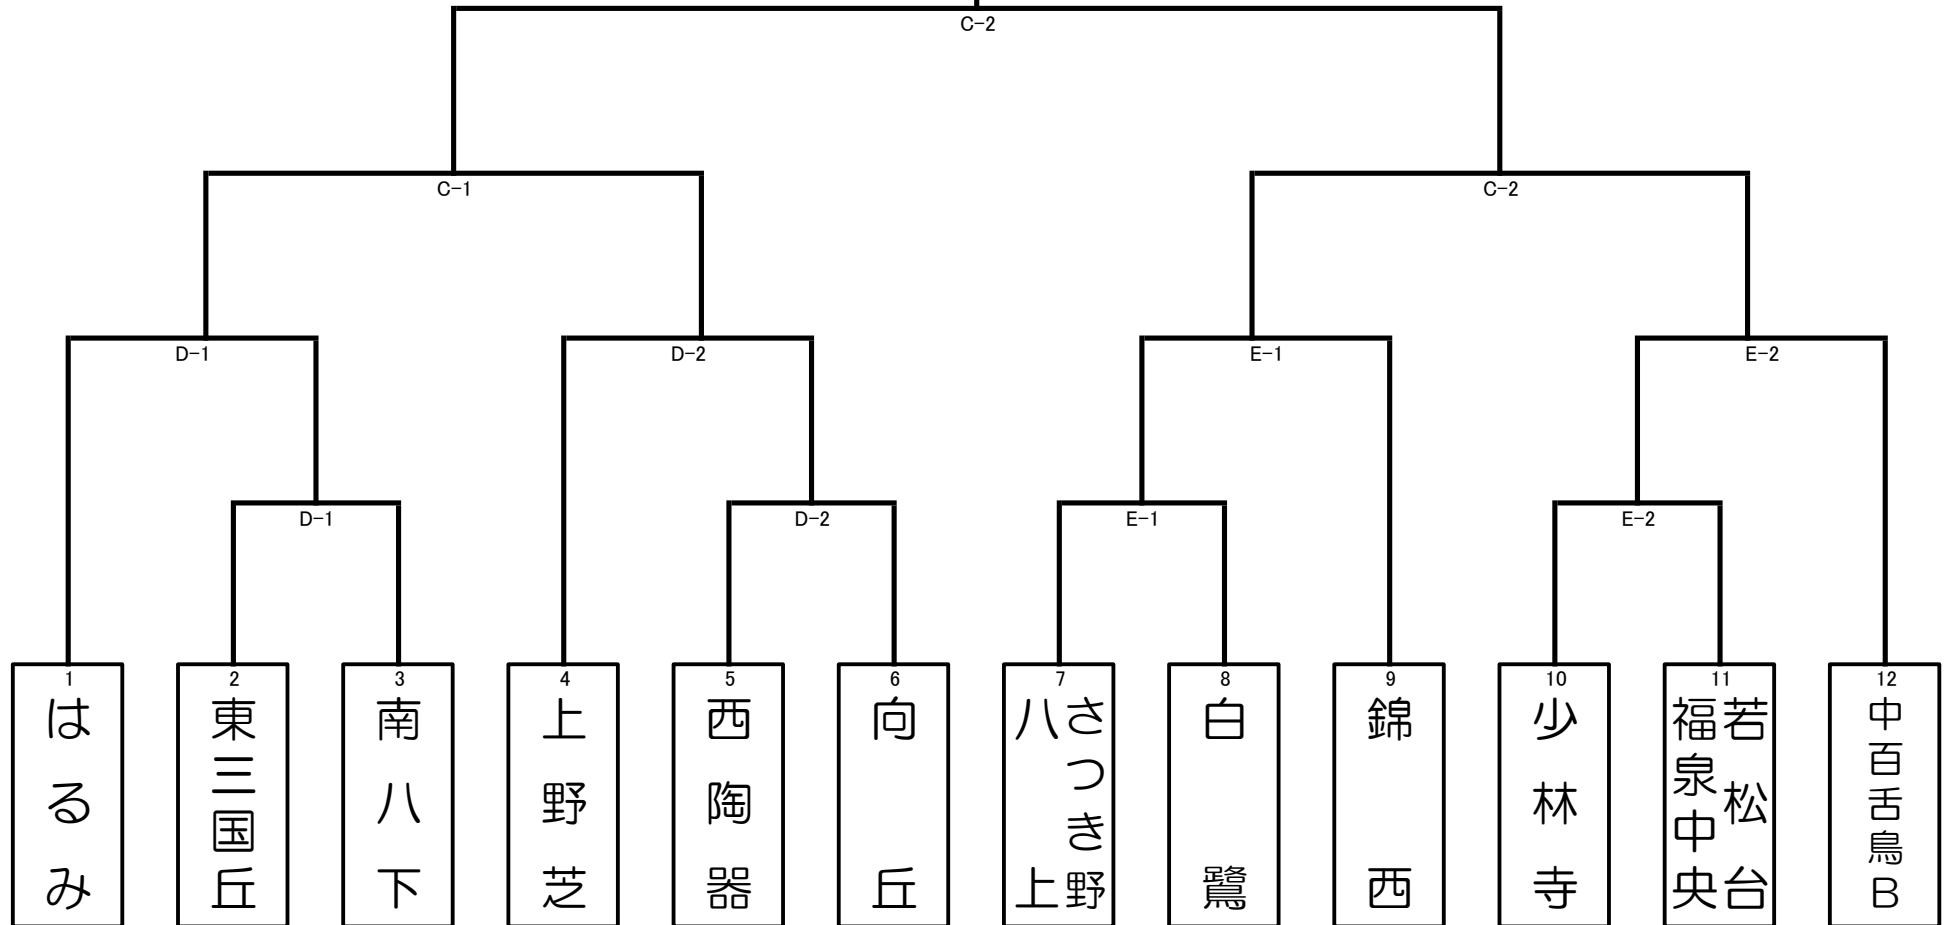 C-2
C-1
C-2
D-1
D-2
E-1
E-2
D-1
D-2
E-1
E-2
1
はるみ
2
東三国丘
3
南八下
4
上野芝
5
西陶器
6
向丘
7
さつき野
八上
8
白鷺
9
錦西
10
少林寺
11
若松台
福泉中央
12
中百舌鳥B